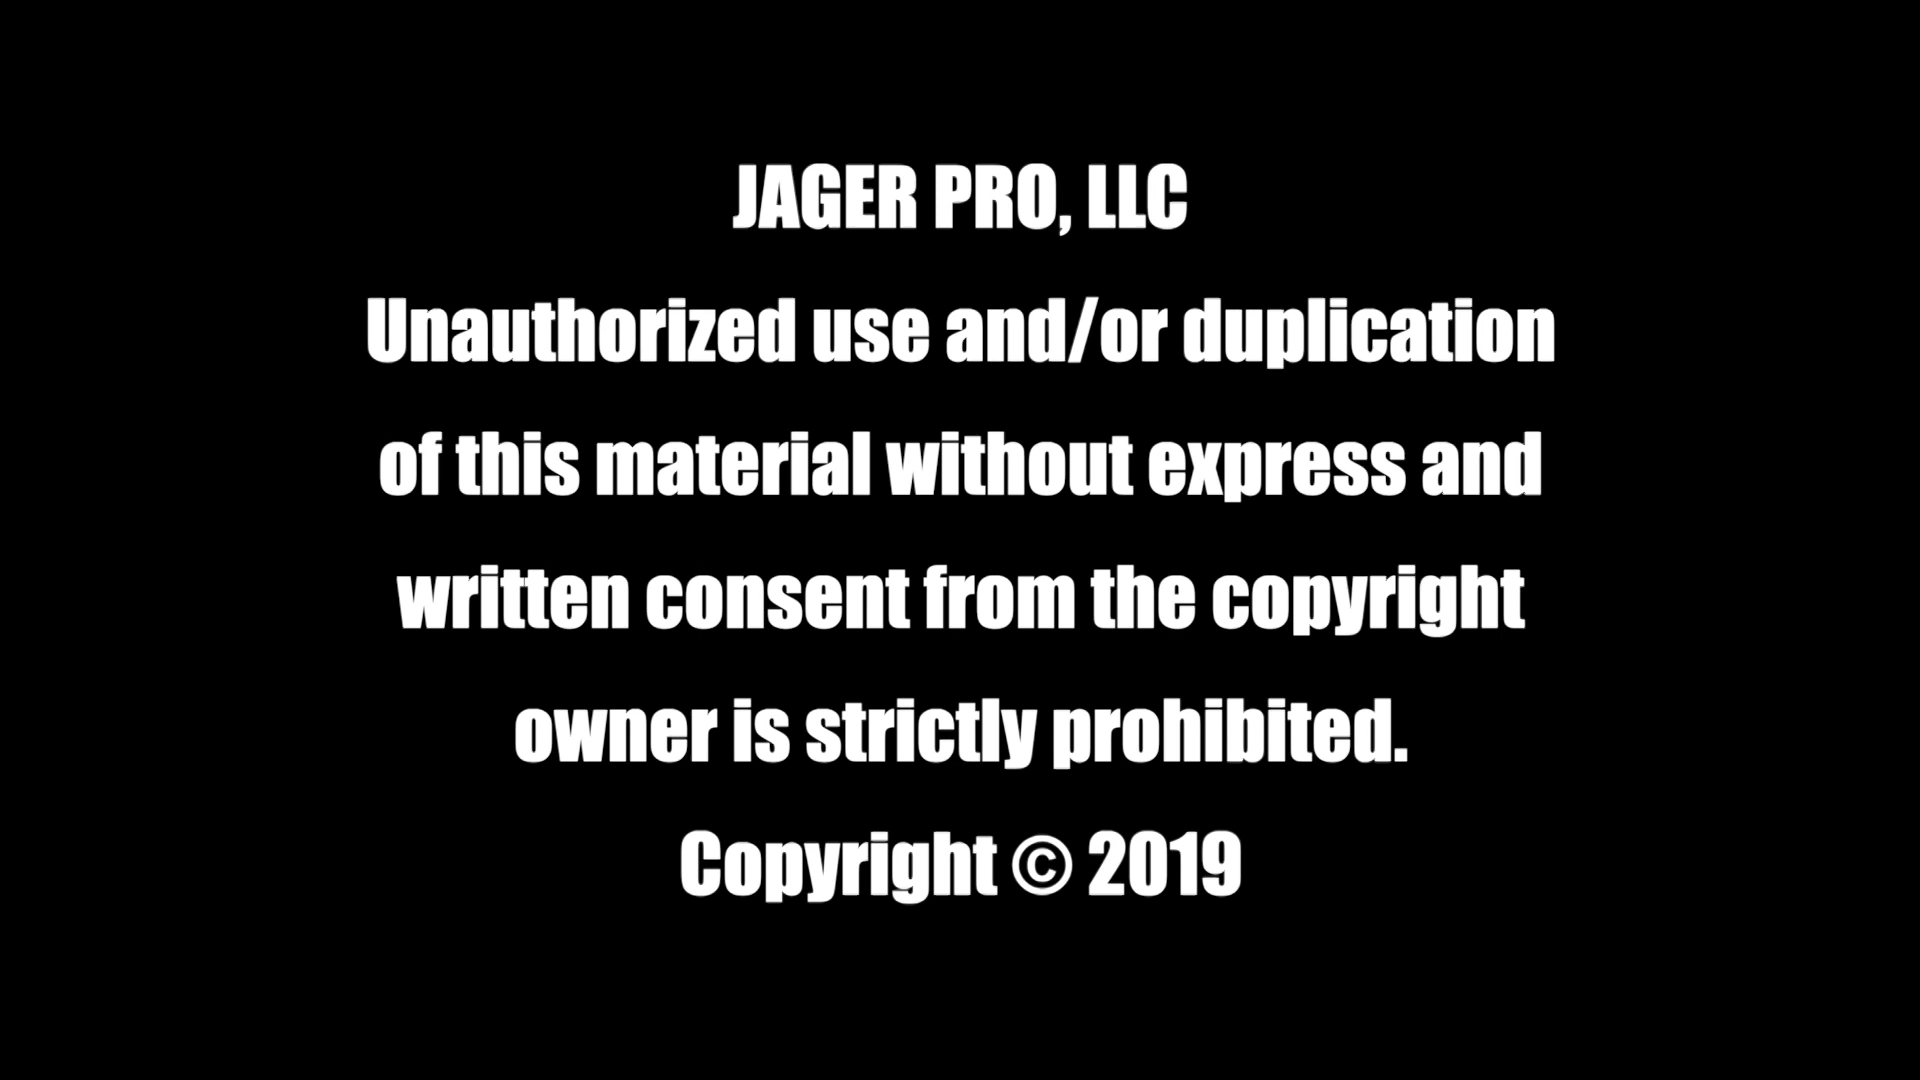 JAGER PRO, LLC
Unauthorized use and/or duplication
of this material without express and
written consent from the copyright
owner is strictly prohibited.
Copyright © 2019